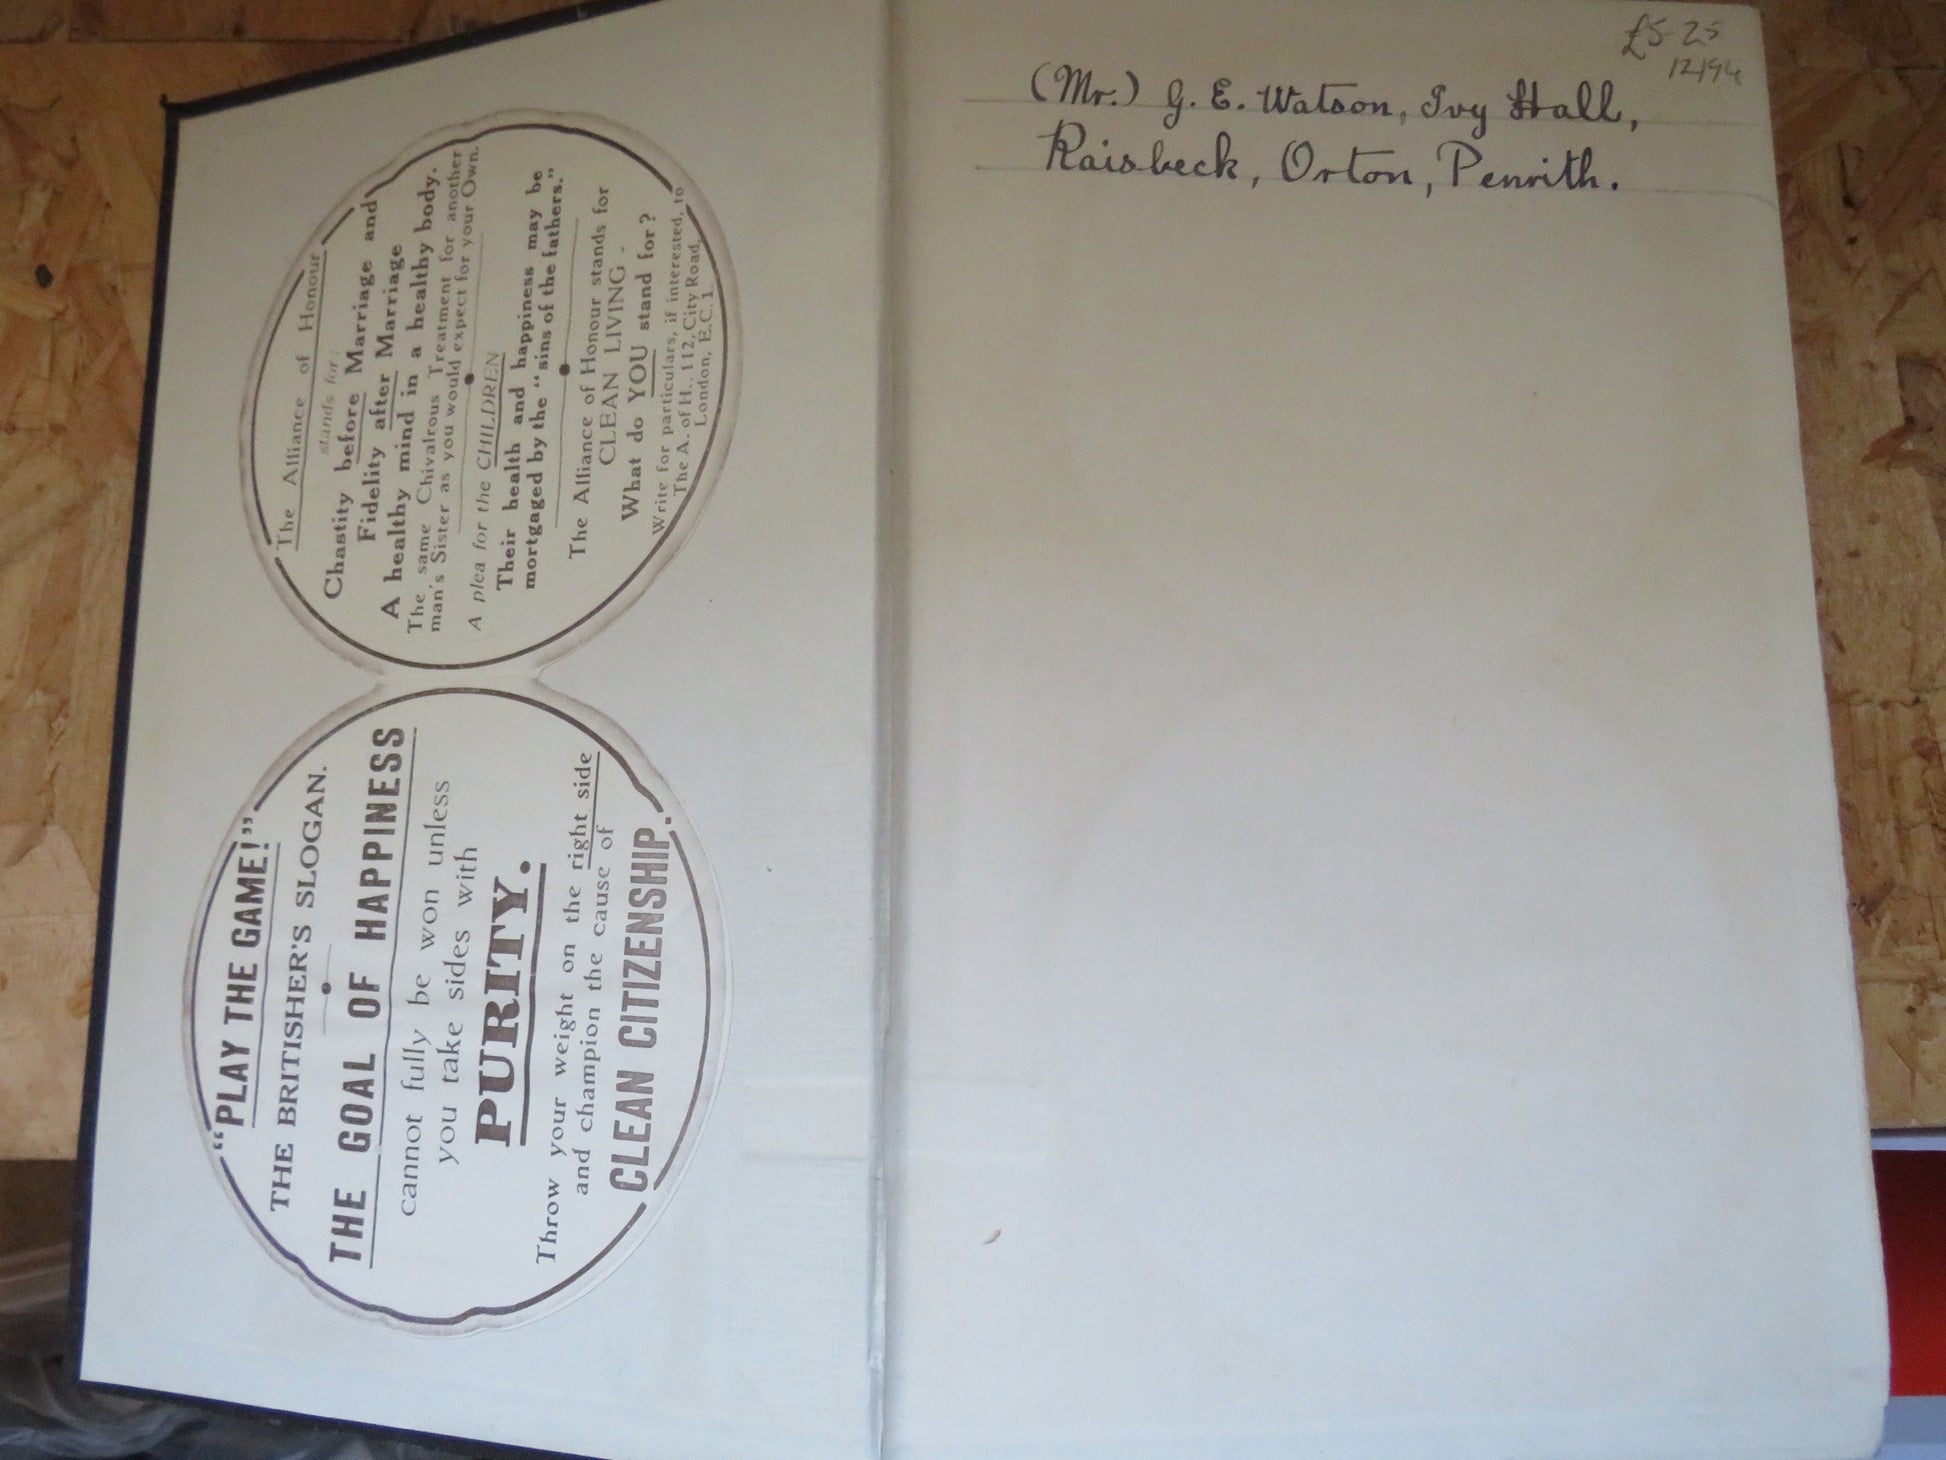 "PLAY THE GAME!"
THE BRITISHER'S SLOGAN.
THE GOAL OF HAPPINESS
cannot fully be won unless
you take sides with
PURITY.
Throw your weight on the right side
and champion the cause of
CLEAN CITIZENSHIP.
The Alliance of Honour
stands for:
Chastity before Marriage and
Fidelity after Marriage
A healthy mind in a healthy body.
The same Chivalrous Treatment for another
man's Sister as you would expect for your Own.
A plea for the CHILDREN
Their health and happiness may be
mortgaged by the "sins of the fathers."
The Alliance of Honour stands for
CLEAN LIVING -
What do YOU stand for?
Write for particulars, if interested, to
The A. of H., 112, City Road,
London, E.C.1.
£5-25
12/94
(Mr.) G. E. Watson, Ivy Hall,
Raisbeck, Orton, Penrith.